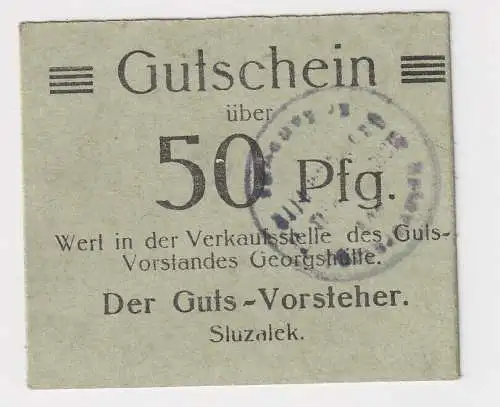 Gutschein
über
50 Pfg.
Wert in der Verkaufsstelle des Guts-
Vorstandes Georgshütte.
Der Guts-Vorsteher.
Sluzalek.